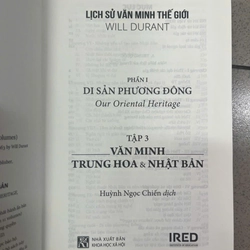 LỊCH SỬ VĂN MINH THẾ GIỚI
WILL DURANT
PHẦN I
DI SẢN PHƯƠNG ĐÔNG
Our Oriental Heritage
TẬP 3
VĂN MINH
TRUNG HOA & NHẬT BẢN
Huỳnh Ngọc Chiến dịch
NHÀ XUẤT BẢN
KHOA HỌC XÃ HỘI
IRED